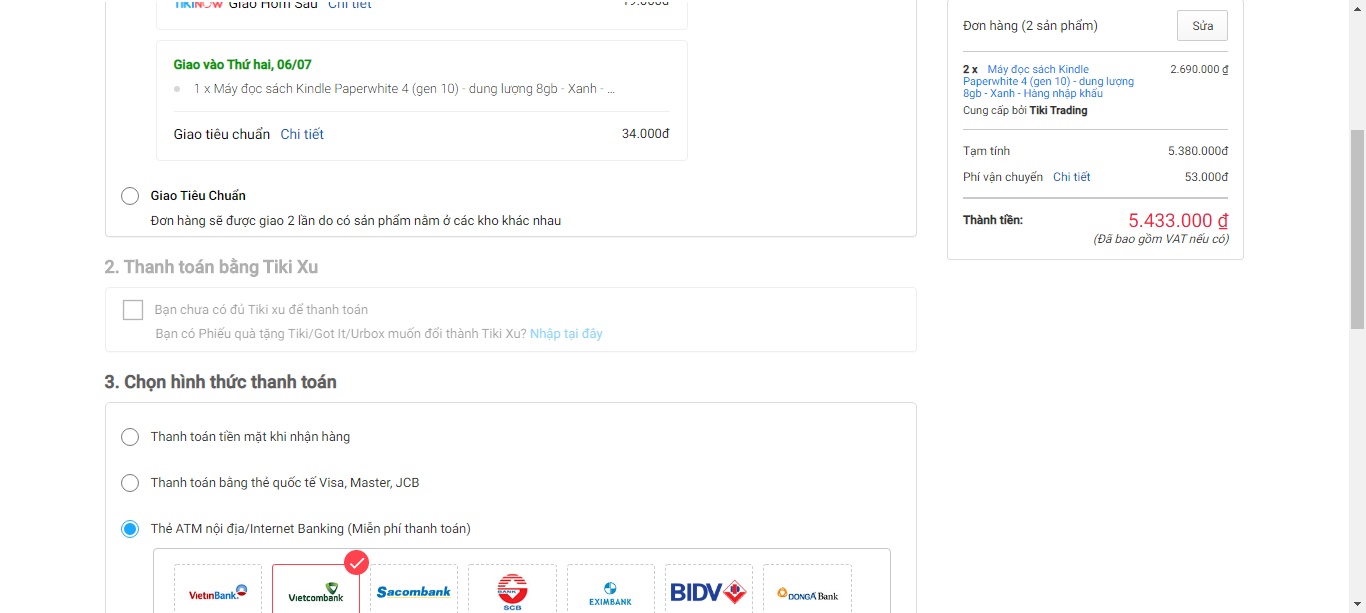 TIKINOW Giao Hôm Sau Chi tiết 19.000đ
Giao vào Thứ hai, 06/07
1 x Máy đọc sách Kindle Paperwhite 4 (gen 10) - dung lượng 8gb - Xanh - ...
Giao tiêu chuẩn Chi tiết 34.000đ
Giao Tiêu Chuẩn
Đơn hàng sẽ được giao 2 lần do có sản phẩm nằm ở các kho khác nhau
2. Thanh toán bằng Tiki Xu
Bạn chưa có đủ Tiki xu để thanh toán
Bạn có Phiếu quà tặng Tiki/Got It/Urbox muốn đổi thành Tiki Xu? Nhập tại đây
3. Chọn hình thức thanh toán
Thanh toán tiền mặt khi nhận hàng
Thanh toán bằng thẻ quốc tế Visa, Master, JCB
Thẻ ATM nội địa/Internet Banking (Miễn phí thanh toán)
VietinBank
Vietcombank
Sacombank
BANK
SCB
EXIMBANK
BIDV
DONGA Bank
Đơn hàng (2 sản phẩm) Sửa
2 x Máy đọc sách Kindle 2.690.000 ₫
Paperwhite 4 (gen 10) - dung lượng
8gb - Xanh - Hàng nhập khẩu
Cung cấp bởi Tiki Trading
Tạm tính 5.380.000đ
Phí vận chuyển Chi tiết 53.000đ
Thành tiền: 5.433.000 ₫
(Đã bao gồm VAT nếu có)